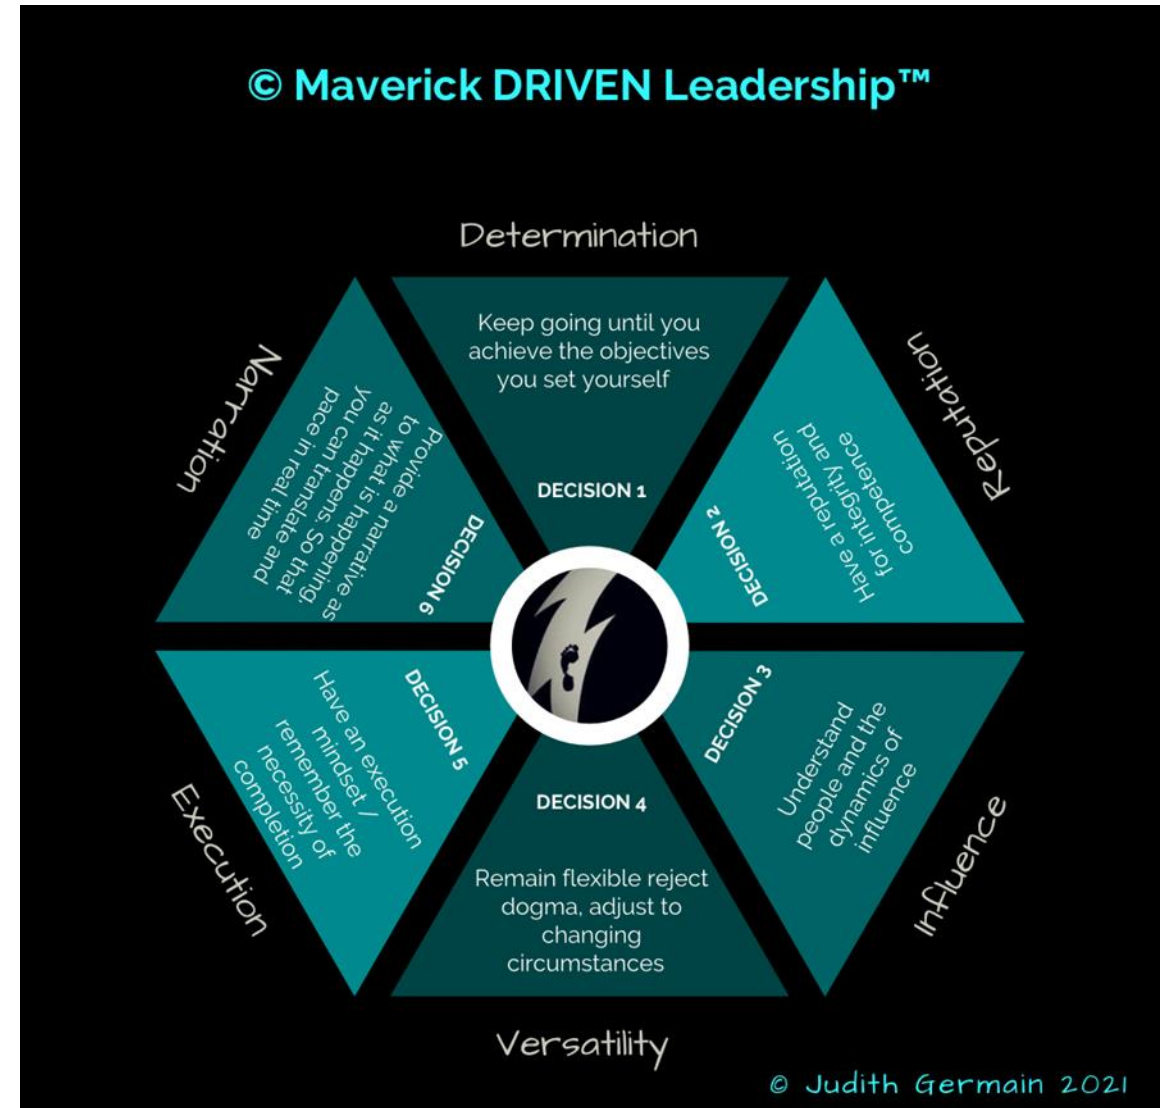 © Maverick DRIVEN Leadership™
Determination
Keep going until you
achieve the objectives
you set yourself
DECISION 1
Reputation
Have a reputation
for integrity and
competence
DECISION 2
Influence
Understand
people and the
dynamics of
influence
DECISION 3
Versatility
DECISION 4
Remain flexible reject
dogma, adjust to
changing
circumstances
Execution
Have an execution
mindset /
remember the
necessity of
completion
DECISION 5
Narration
Provide a narrative as
to what is happening,
as it happens. So that
you can translate and
pace in real time
DECISION 6
© Judith Germain 2021